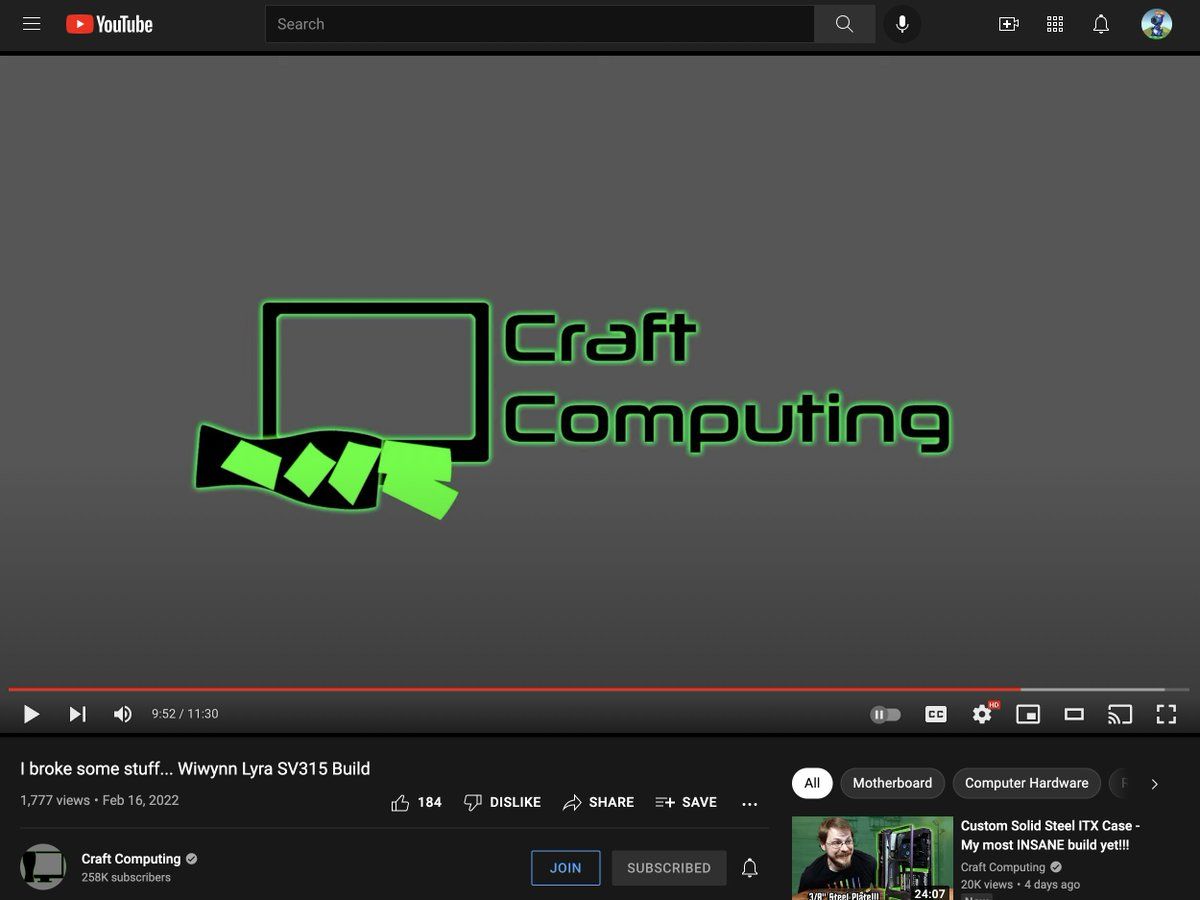 YouTube
Search
Craft
Computing
9:52 / 11:30
CC
HD
I broke some stuff... Wiwynn Lyra SV315 Build
1,777 views • Feb 16, 2022
184
DISLIKE
SHARE
SAVE
Craft Computing
258K subscribers
JOIN
SUBSCRIBED
All
Motherboard
Computer Hardware
Custom Solid Steel ITX Case -
My most INSANE build yet!!!
Craft Computing
20K views • 4 days ago
New
3/8" Steel Plate!!!
24:07